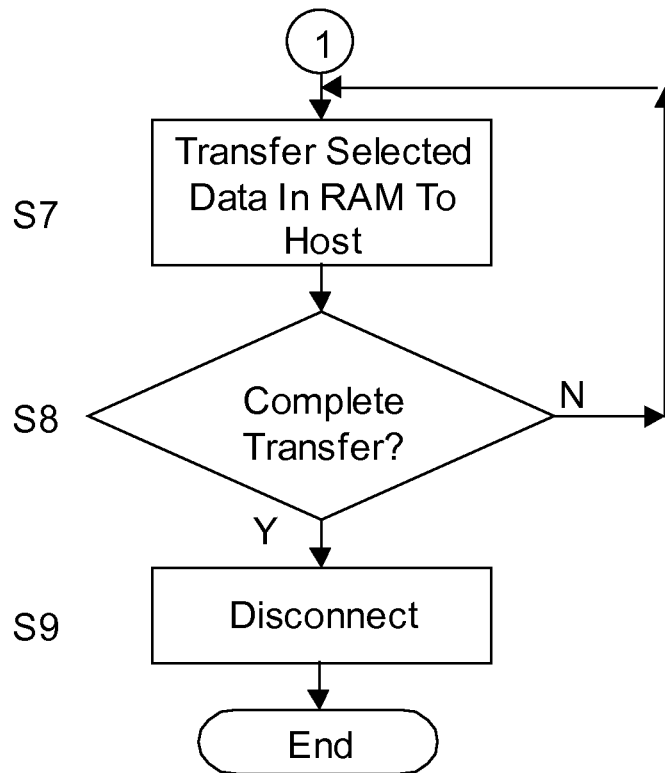 1
S7
Transfer Selected
Data In RAM To
Host
S8
Complete
Transfer?
N
Y
S9
Disconnect
End